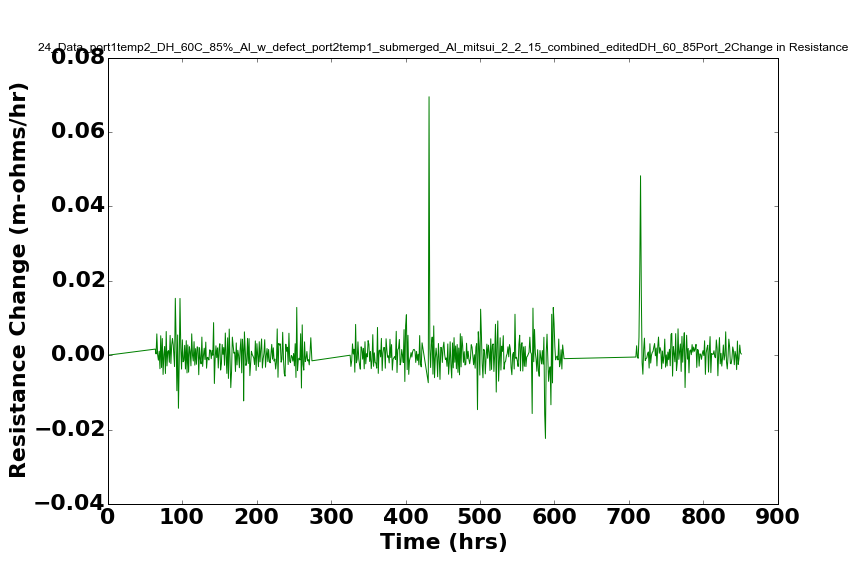 24_Data_port1temp2_DH_60C_85%_Al_w_defect_port2temp1_submerged_Al_mitsui_2_2_15_combined_editedDH_60_85Port_2Change in Resistance
0.08
0.06
0.04
0.02
0.00
−0.02
−0.04
Resistance Change (m-ohms/hr)
0 100 200 300 400 500 600 700 800 900
Time (hrs)